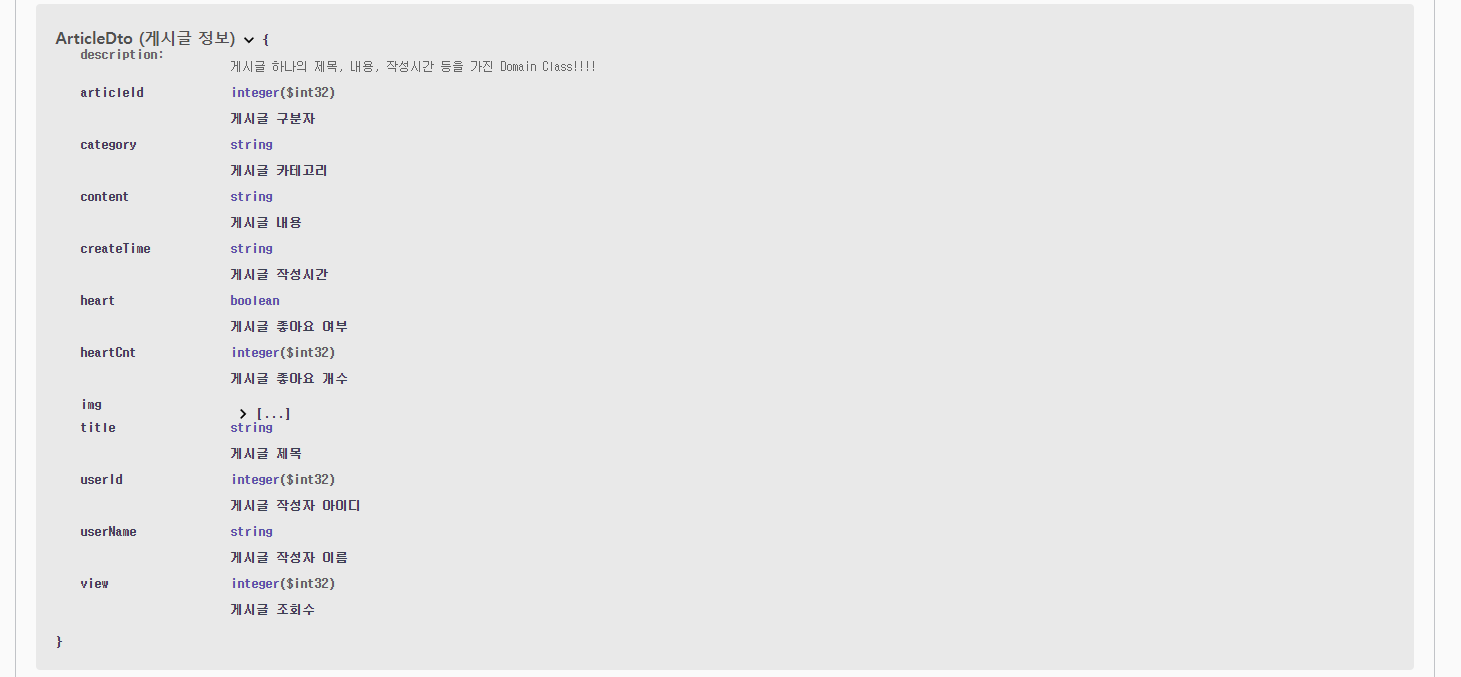 ArticleDto (게시글 정보) {
description:
게시글 하나의 제목, 내용, 작성시간 등을 가진 Domain Class!!!!
articleId integer($int32)
게시글 구분자
category string
게시글 카테고리
content string
게시글 내용
createTime string
게시글 작성시간
heart boolean
게시글 좋아요 여부
heartCnt integer($int32)
게시글 좋아요 개수
img
[...]
title string
게시글 제목
userId integer($int32)
게시글 작성자 아이디
userName string
게시글 작성자 이름
view integer($int32)
게시글 조회수
}